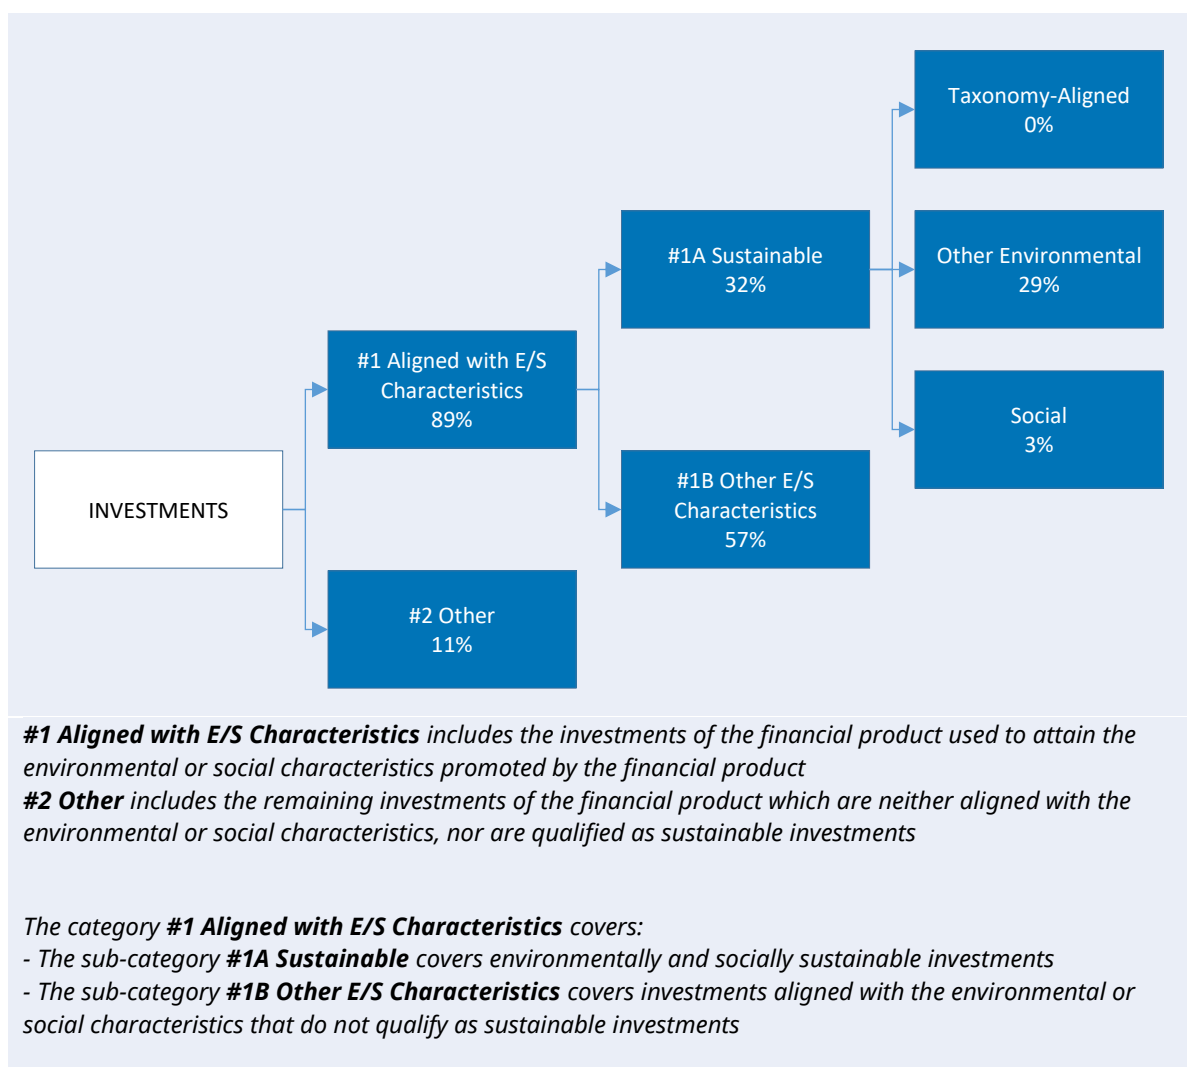 Taxonomy-Aligned
0%
#1A Sustainable
32%
Other Environmental
29%
#1 Aligned with E/S
Characteristics
89%
Social
3%
INVESTMENTS
#1B Other E/S
Characteristics
57%
#2 Other
11%
#1 Aligned with E/S Characteristics includes the investments of the financial product used to attain the
environmental or social characteristics promoted by the financial product
#2 Other includes the remaining investments of the financial product which are neither aligned with the
environmental or social characteristics, nor are qualified as sustainable investments
The category #1 Aligned with E/S Characteristics covers:
- The sub-category #1A Sustainable covers environmentally and socially sustainable investments
- The sub-category #1B Other E/S Characteristics covers investments aligned with the environmental or
social characteristics that do not qualify as sustainable investments